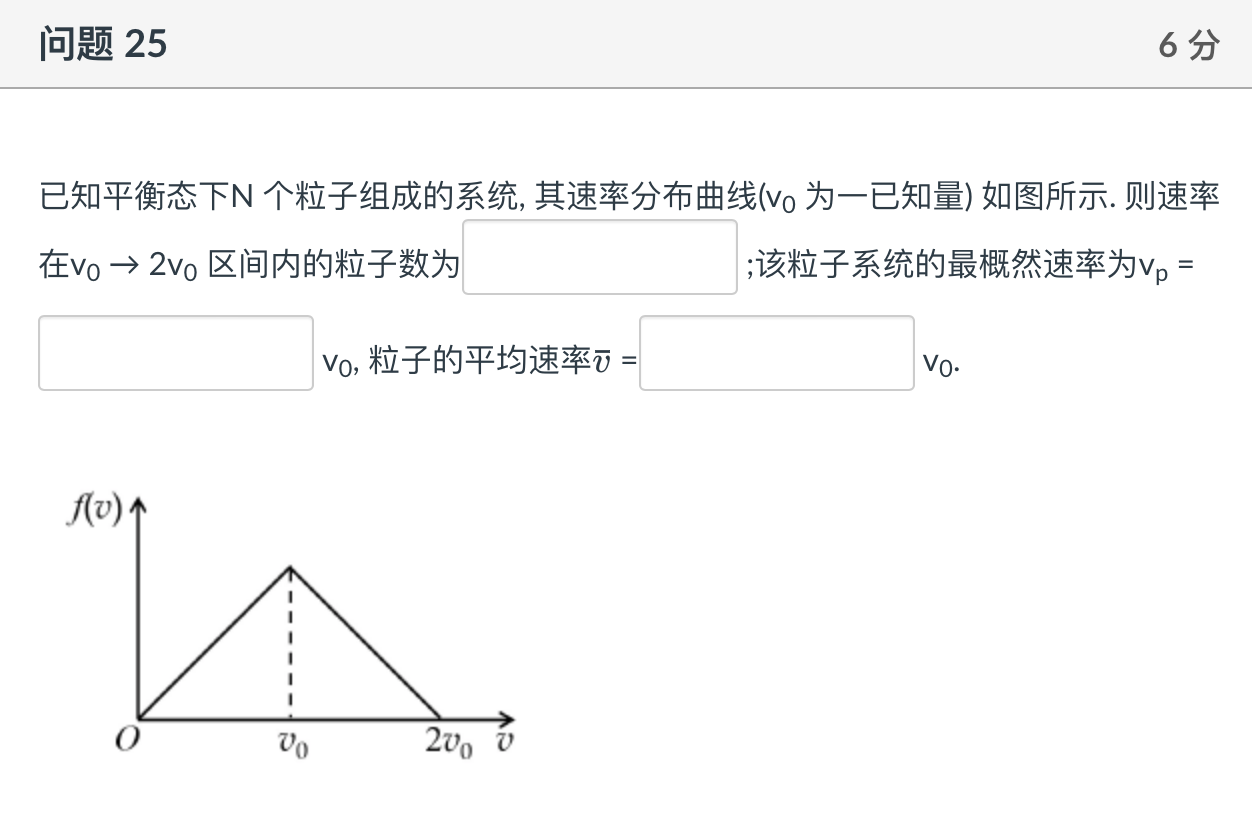 问题 25
6 分
已知平衡态下N 个粒子组成的系统, 其速率分布曲线(v₀ 为一已知量) 如图所示. 则速率
在v₀ → 2v₀ 区间内的粒子数为 ;该粒子系统的最概然速率为vₚ =
v₀, 粒子的平均速率v̅ = v₀.
f(v)
O v₀ 2v₀ v